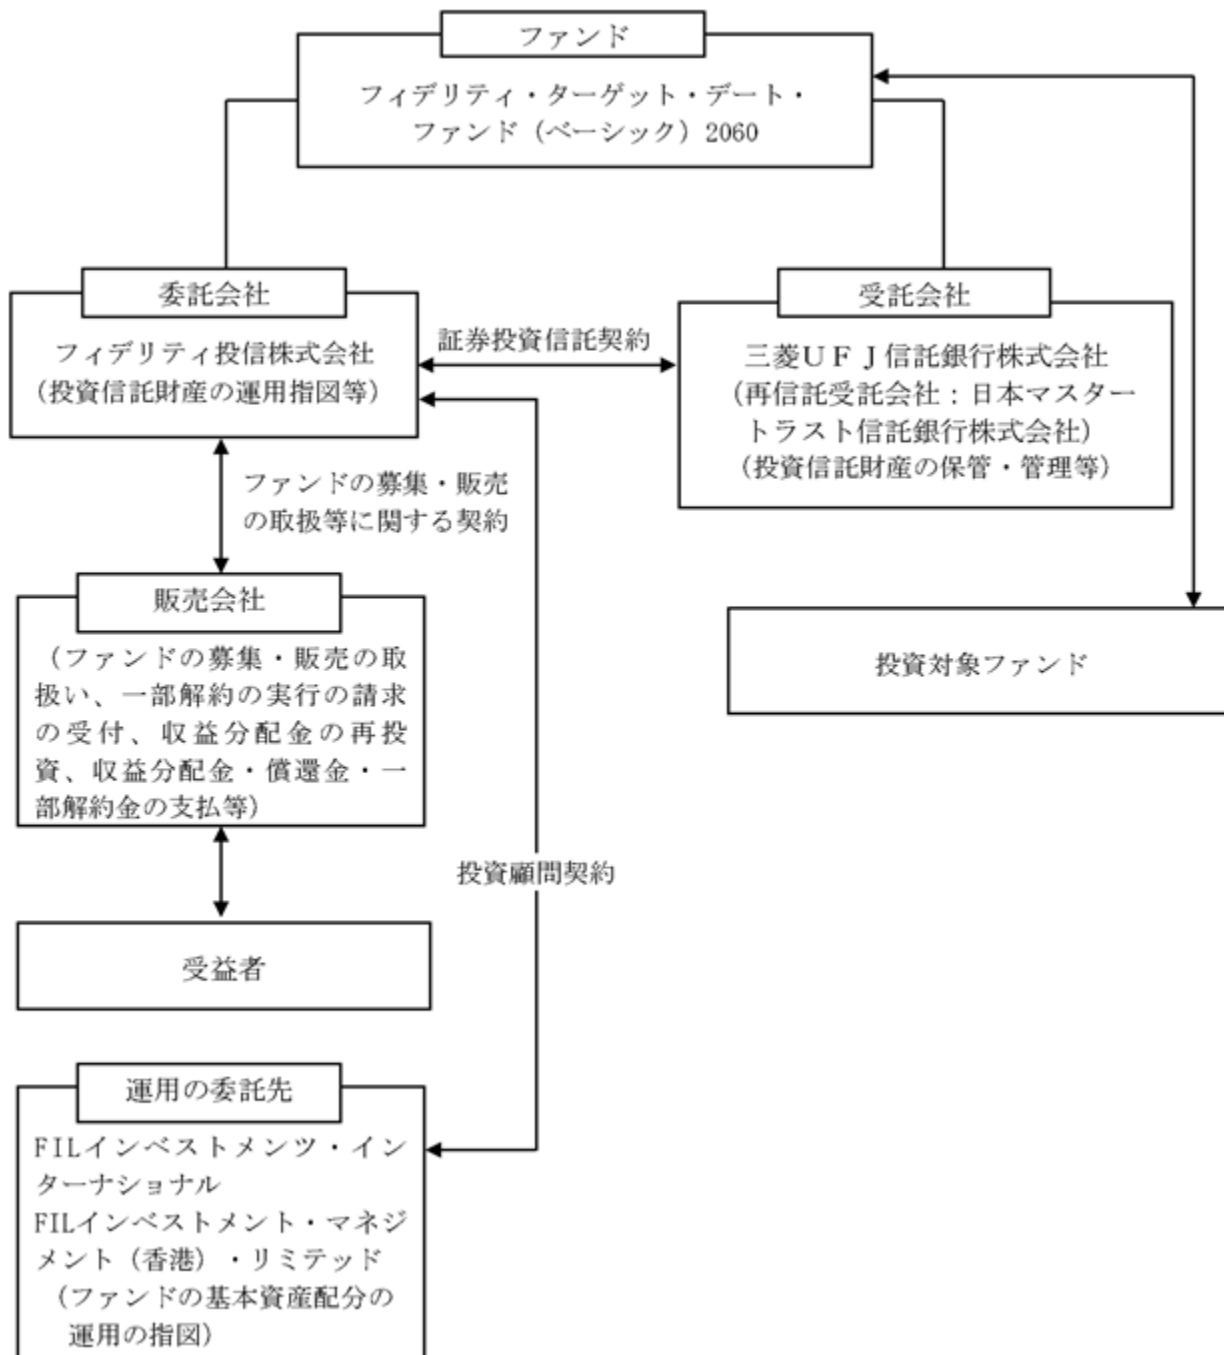 ファンド
フィデリティ・ターゲット・デート・
ファンド（ベーシック）2060
委託会社
フィデリティ投信株式会社
（投資信託財産の運用指図等）
証券投資信託契約
受託会社
三菱ＵＦＪ信託銀行株式会社
（再信託受託会社：日本マスター
トラスト信託銀行株式会社）
（投資信託財産の保管・管理等）
ファンドの募集・販売
の取扱等に関する契約
販売会社
（ファンドの募集・販売の取
扱い、一部解約の実行の請求
の受付、収益分配金の再投
資、収益分配金・償還金・一
部解約金の支払等）
投資対象ファンド
投資顧問契約
受益者
運用の委託先
FILインベストメンツ・イン
ターナショナル
FILインベストメント・マネジ
メント（香港）・リミテッド
（ファンドの基本資産配分の
運用の指図）